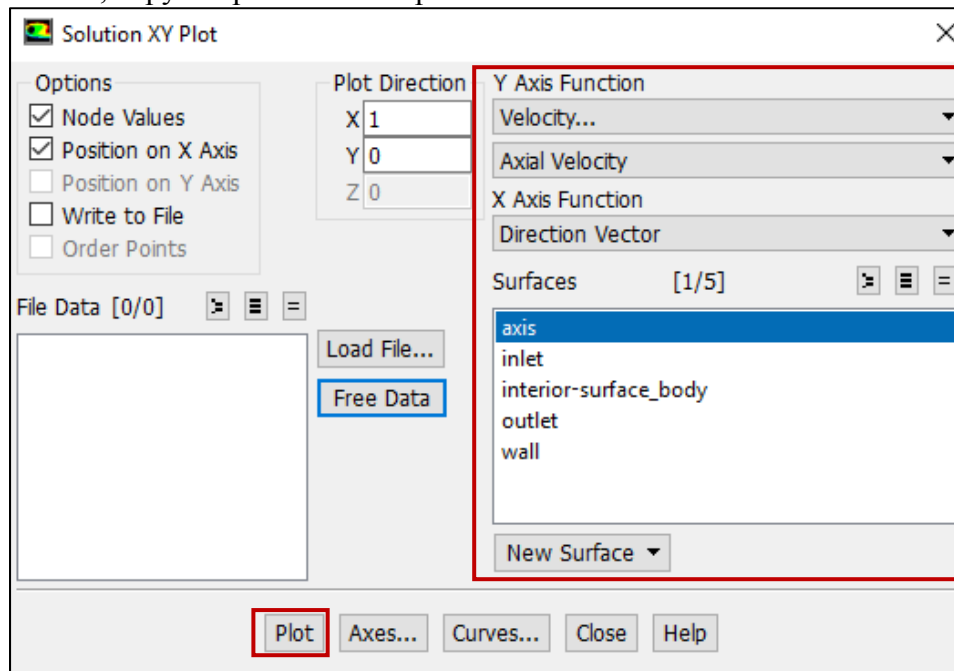 Solution XY Plot
Options
Node Values
Position on X Axis
Position on Y Axis
Write to File
Order Points
Plot Direction
X 1
Y 0
Z 0
Y Axis Function
Velocity...
Axial Velocity
X Axis Function
Direction Vector
Surfaces [1/5]
axis
inlet
interior-surface_body
outlet
wall
New Surface
File Data [0/0]
Load File...
Free Data
Plot Axes... Curves... Close Help